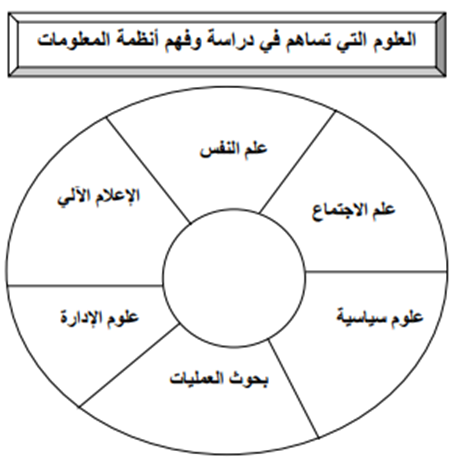 العلوم التي تساهم في دراسة وفهم أنظمة المعلومات
علم النفس
علم الاجتماع
الإعلام الآلي
علوم سياسية
علوم الإدارة
بحوث العمليات